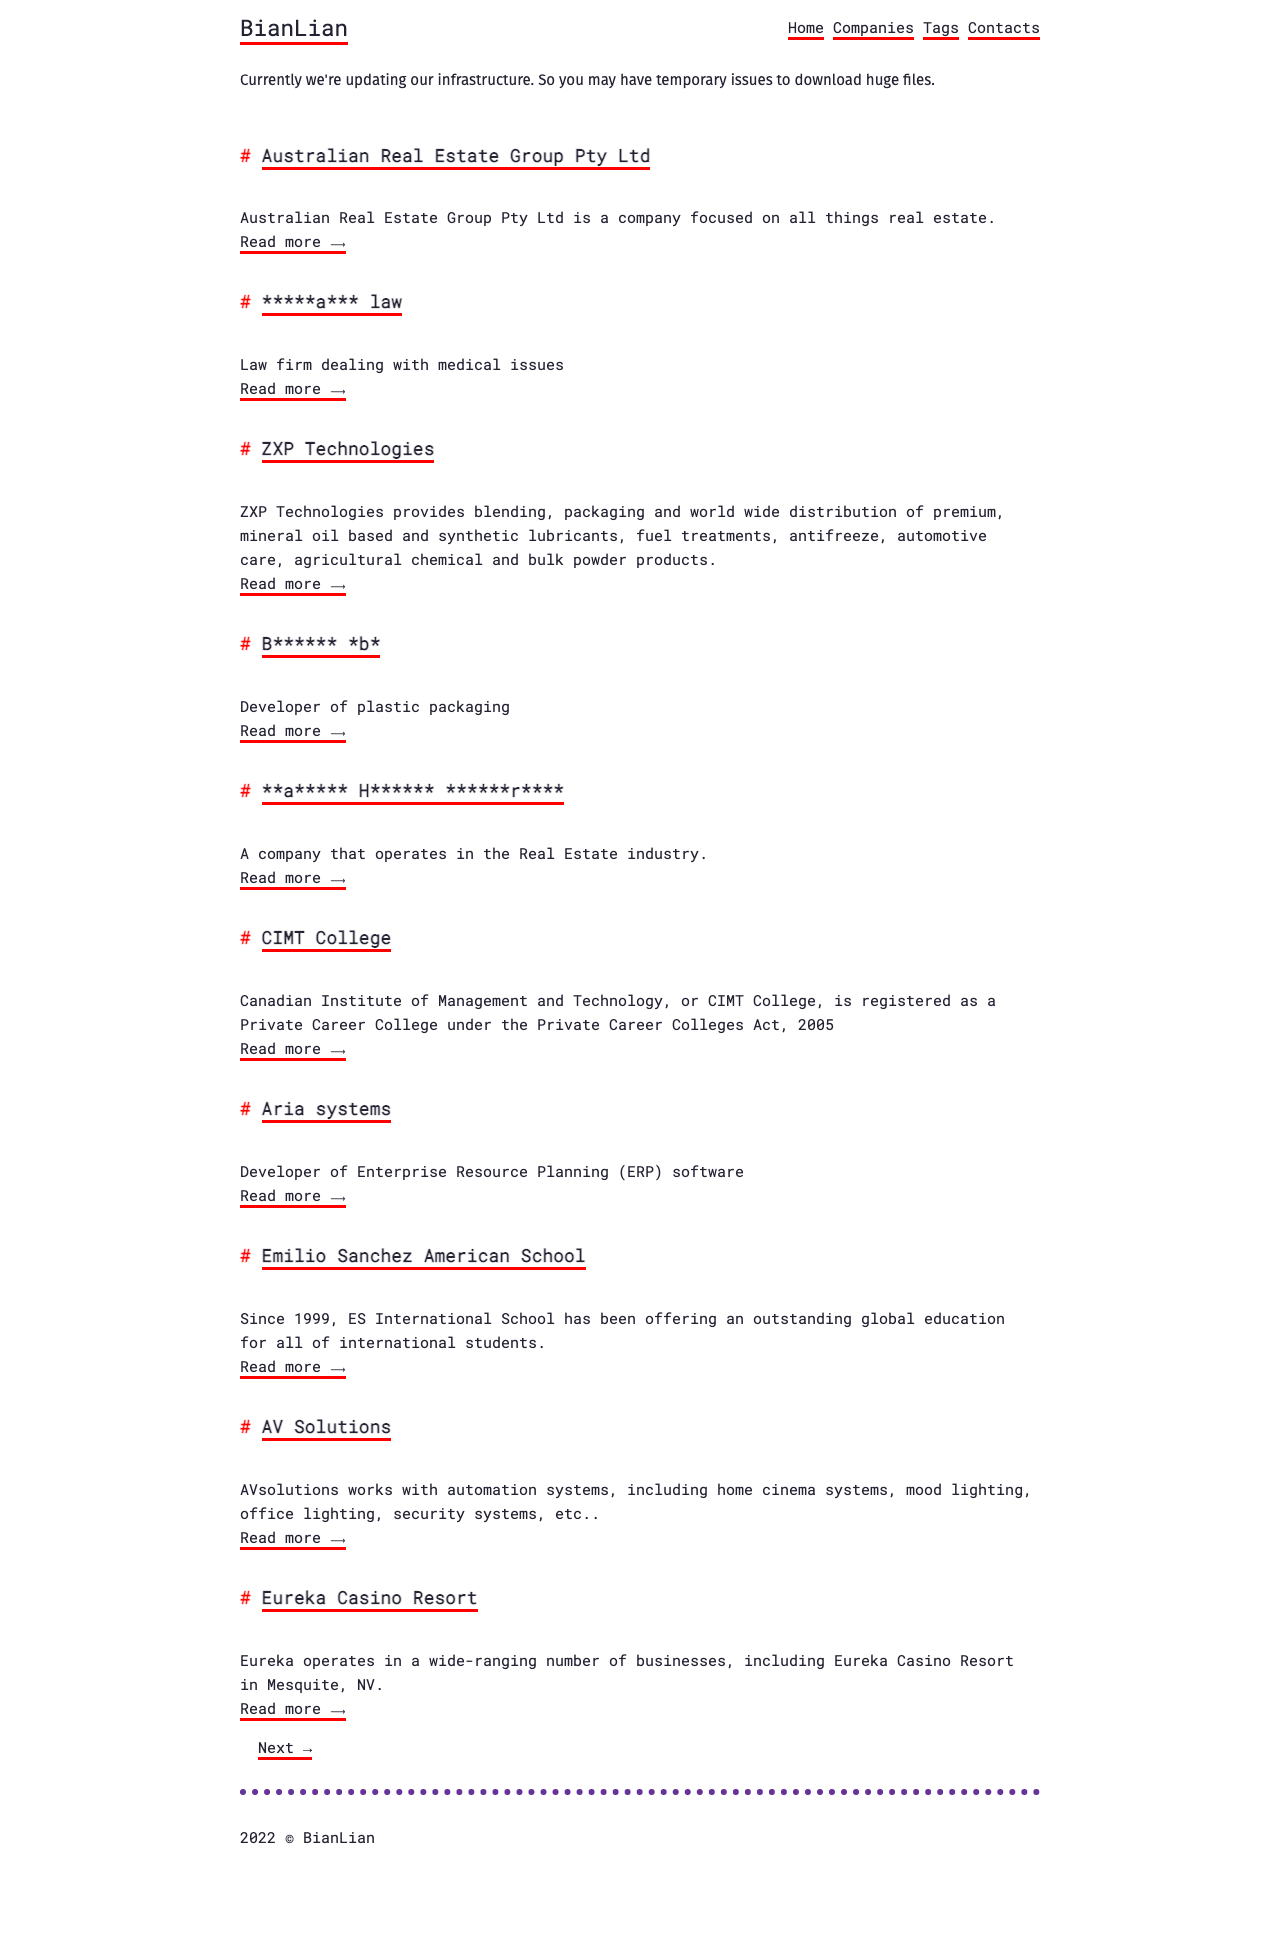 BianLian
Home Companies Tags Contacts
Currently we're updating our infrastructure. So you may have temporary issues to download huge files.
# Australian Real Estate Group Pty Ltd
Australian Real Estate Group Pty Ltd is a company focused on all things real estate.
Read more ⟶
# *****a*** law
Law firm dealing with medical issues
Read more ⟶
# ZXP Technologies
ZXP Technologies provides blending, packaging and world wide distribution of premium,
mineral oil based and synthetic lubricants, fuel treatments, antifreeze, automotive
care, agricultural chemical and bulk powder products.
Read more ⟶
# B****** *b*
Developer of plastic packaging
Read more ⟶
# **a***** H****** ******r****
A company that operates in the Real Estate industry.
Read more ⟶
# CIMT College
Canadian Institute of Management and Technology, or CIMT College, is registered as a
Private Career College under the Private Career Colleges Act, 2005
Read more ⟶
# Aria systems
Developer of Enterprise Resource Planning (ERP) software
Read more ⟶
# Emilio Sanchez American School
Since 1999, ES International School has been offering an outstanding global education
for all of international students.
Read more ⟶
# AV Solutions
AVsolutions works with automation systems, including home cinema systems, mood lighting,
office lighting, security systems, etc..
Read more ⟶
# Eureka Casino Resort
Eureka operates in a wide-ranging number of businesses, including Eureka Casino Resort
in Mesquite, NV.
Read more ⟶
Next →
2022 © BianLian